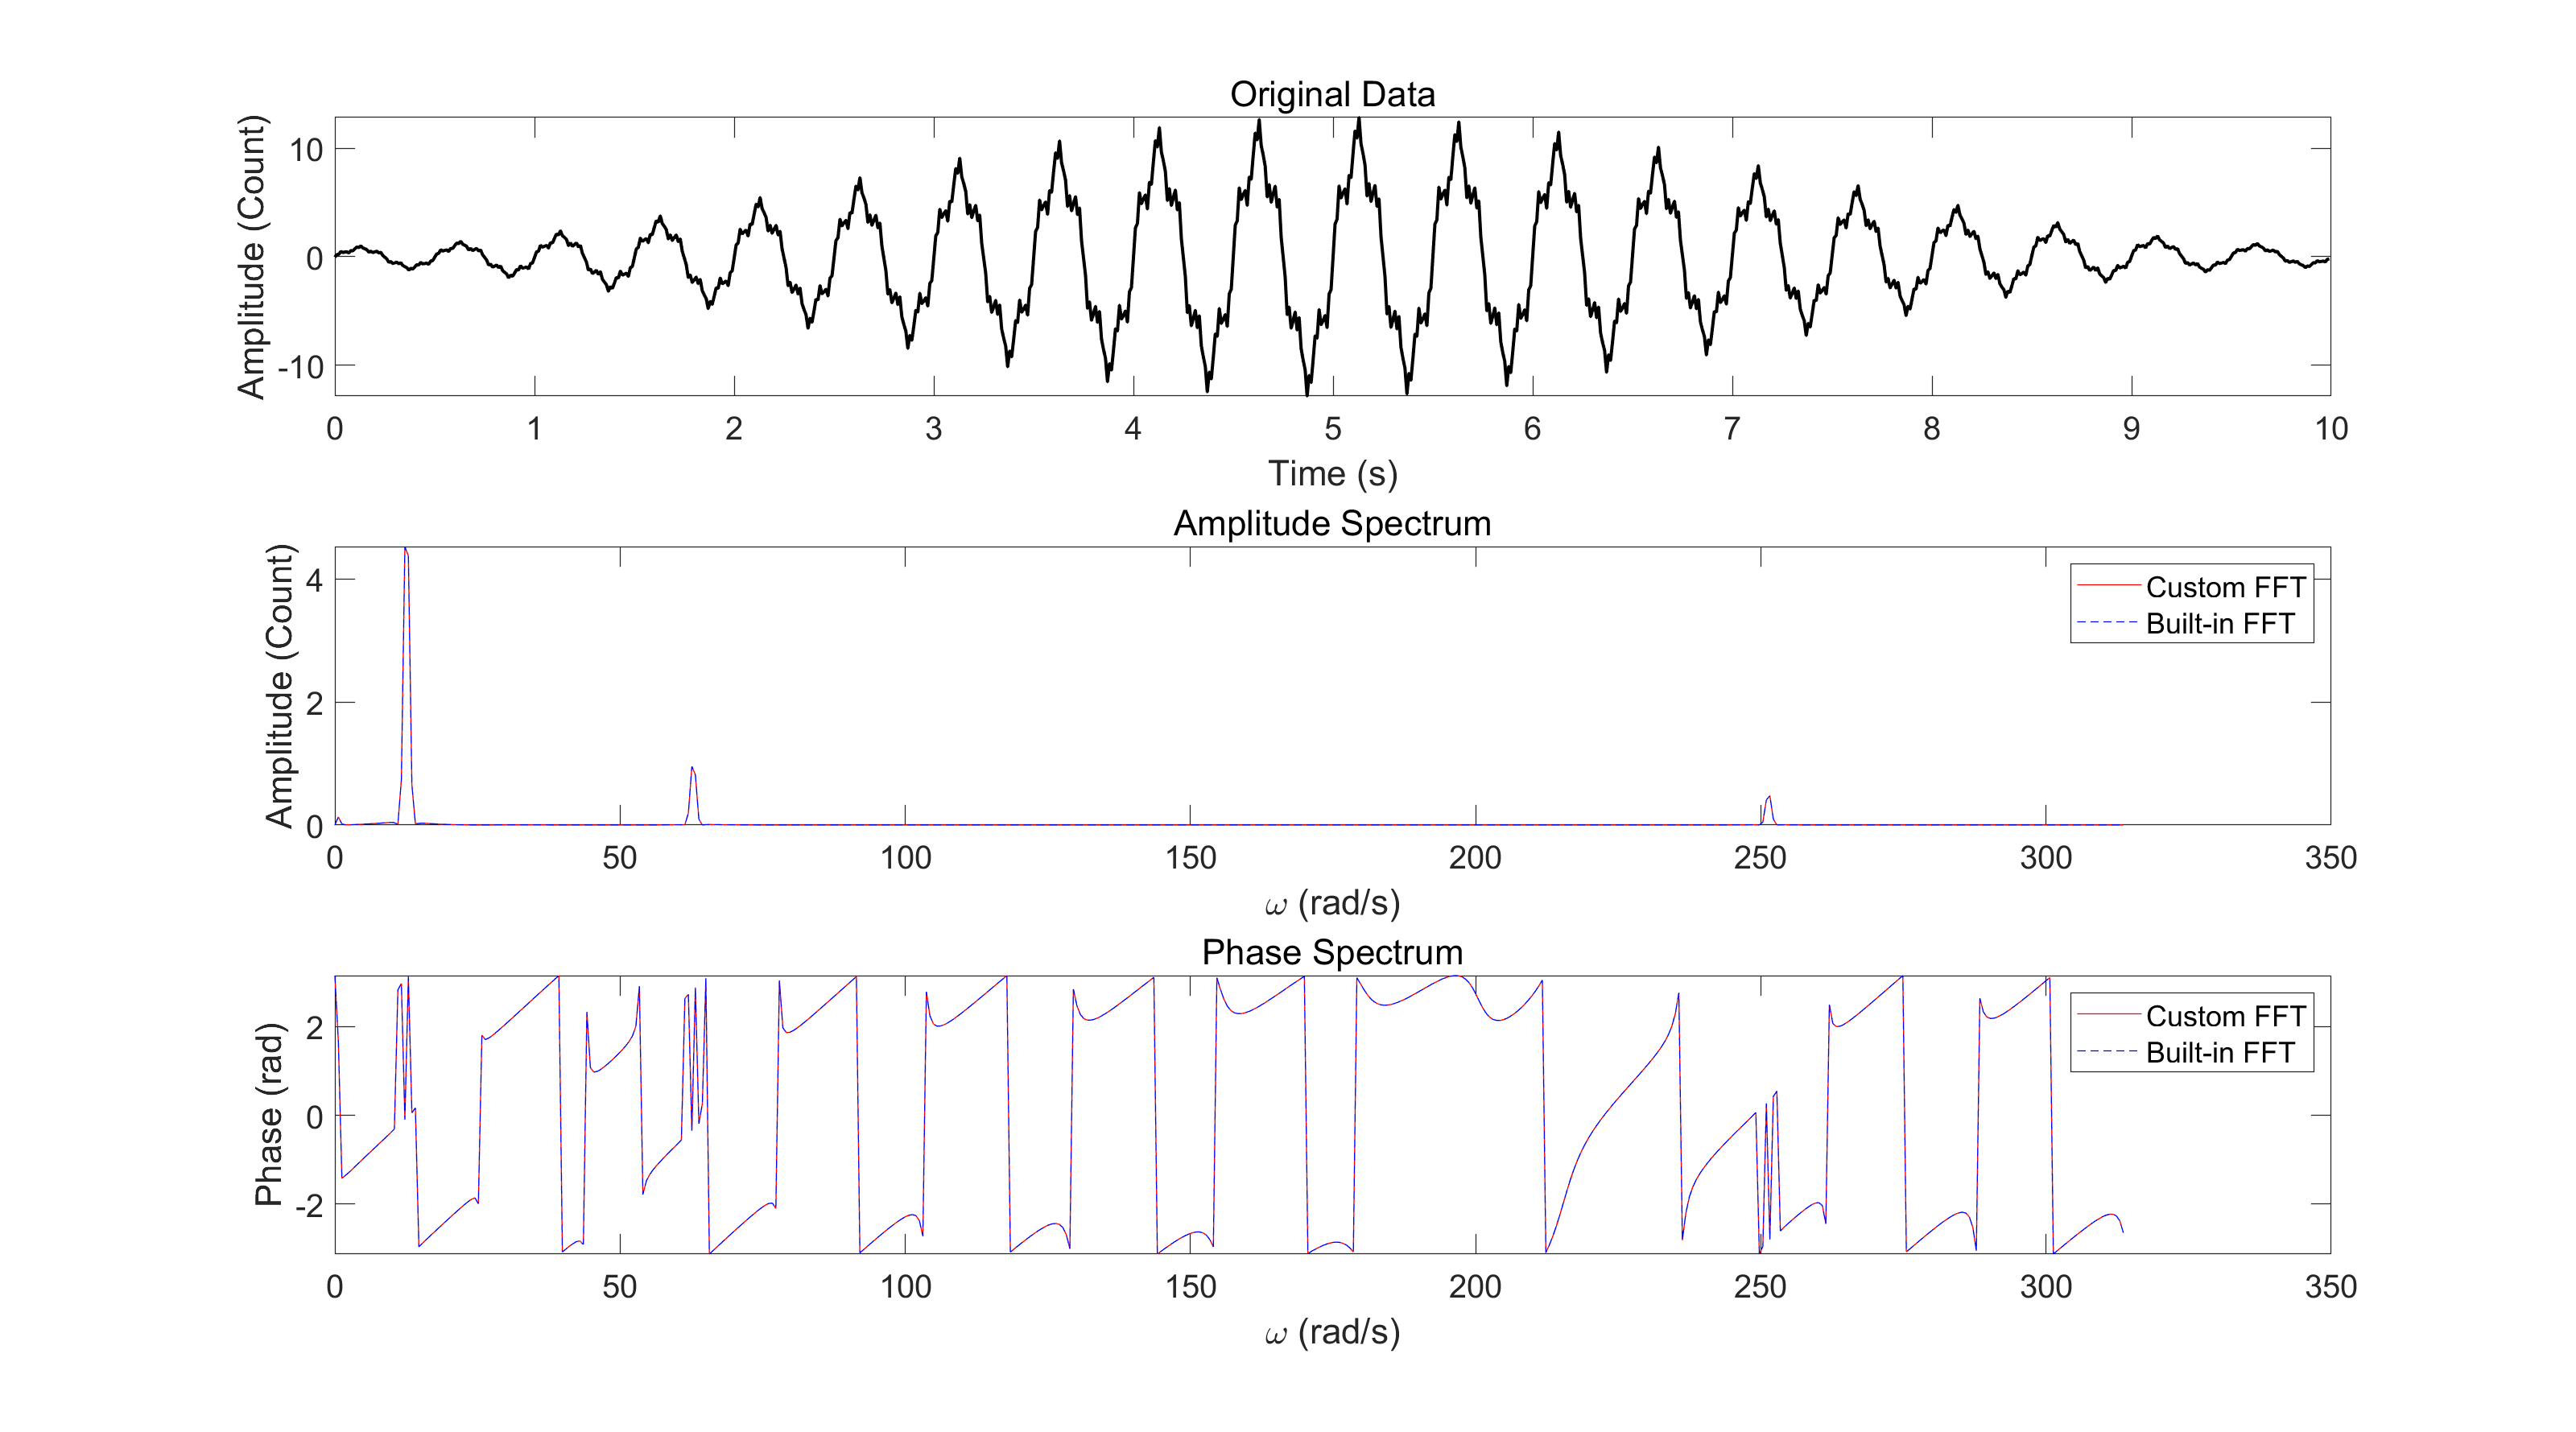 Original Data
Amplitude (Count)
10
0
-10
0 1 2 3 4 5 6 7 8 9 10
Time (s)
Amplitude Spectrum
Amplitude (Count)
4
2
0
Custom FFT
Built-in FFT
0 50 100 150 200 250 300 350
ω (rad/s)
Phase Spectrum
Phase (rad)
2
0
-2
Custom FFT
Built-in FFT
0 50 100 150 200 250 300 350
ω (rad/s)